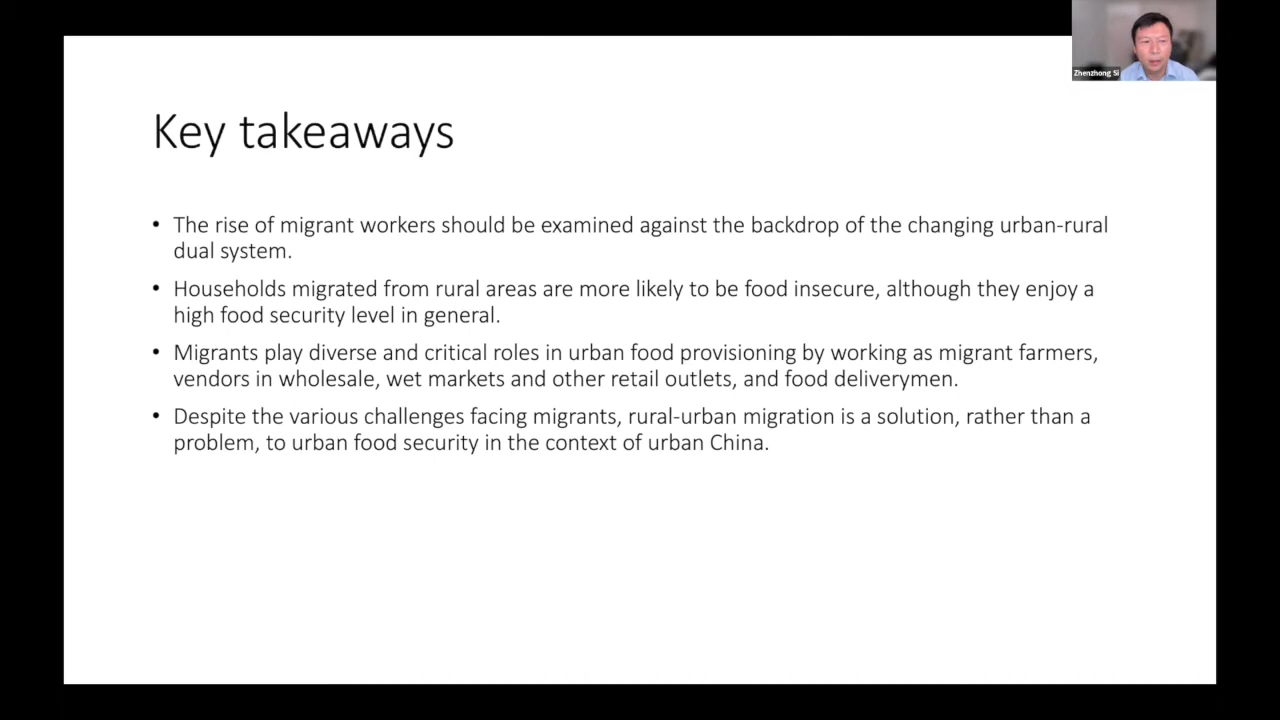 Zhenzhong Si
Key takeaways
• The rise of migrant workers should be examined against the backdrop of the changing urban-rural
dual system.
• Households migrated from rural areas are more likely to be food insecure, although they enjoy a
high food security level in general.
• Migrants play diverse and critical roles in urban food provisioning by working as migrant farmers,
vendors in wholesale, wet markets and other retail outlets, and food deliverymen.
• Despite the various challenges facing migrants, rural-urban migration is a solution, rather than a
problem, to urban food security in the context of urban China.